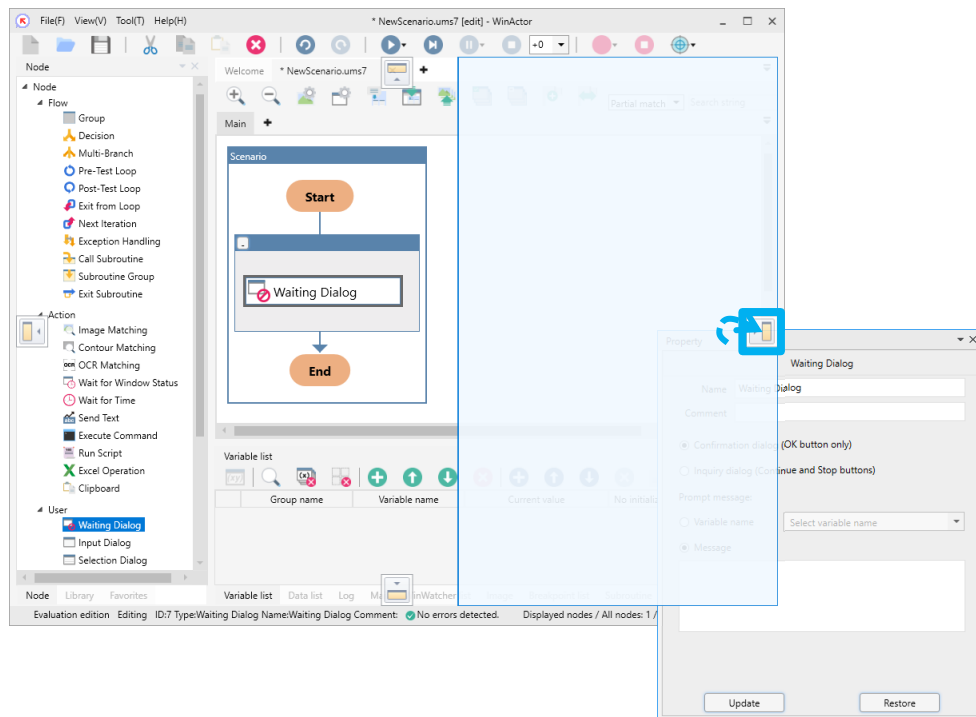 File(F) View(V) Tool(T) Help(H) * NewScenario.ums7 [edit] - WinActor
+0
Node
Welcome * NewScenario.ums7
Node
Flow
Group
Decision
Multi-Branch
Pre-Test Loop
Post-Test Loop
Exit from Loop
Next Iteration
Exception Handling
Call Subroutine
Subroutine Group
Exit Subroutine
Action
Image Matching
Contour Matching
OCR Matching
Wait for Window Status
Wait for Time
Send Text
Execute Command
Run Script
Excel Operation
Clipboard
User
Waiting Dialog
Input Dialog
Selection Dialog
Node Library Favorites
Partial match Search string
Main
Scenario
Start
Waiting Dialog
End
Variable list
Group name Variable name Current value
Variable list Data list Log
Evaluation edition Editing ID:7 Type:Waiting Dialog Name:Waiting Dialog Comment: No errors detected. Displayed nodes / All nodes: 1 /
Property
Waiting Dialog
Name Waiting Dialog
Comment
Confirmation dialog (OK button only)
Inquiry dialog (Continue and Stop buttons)
Prompt message:
Variable name Select variable name
Message
Update Restore